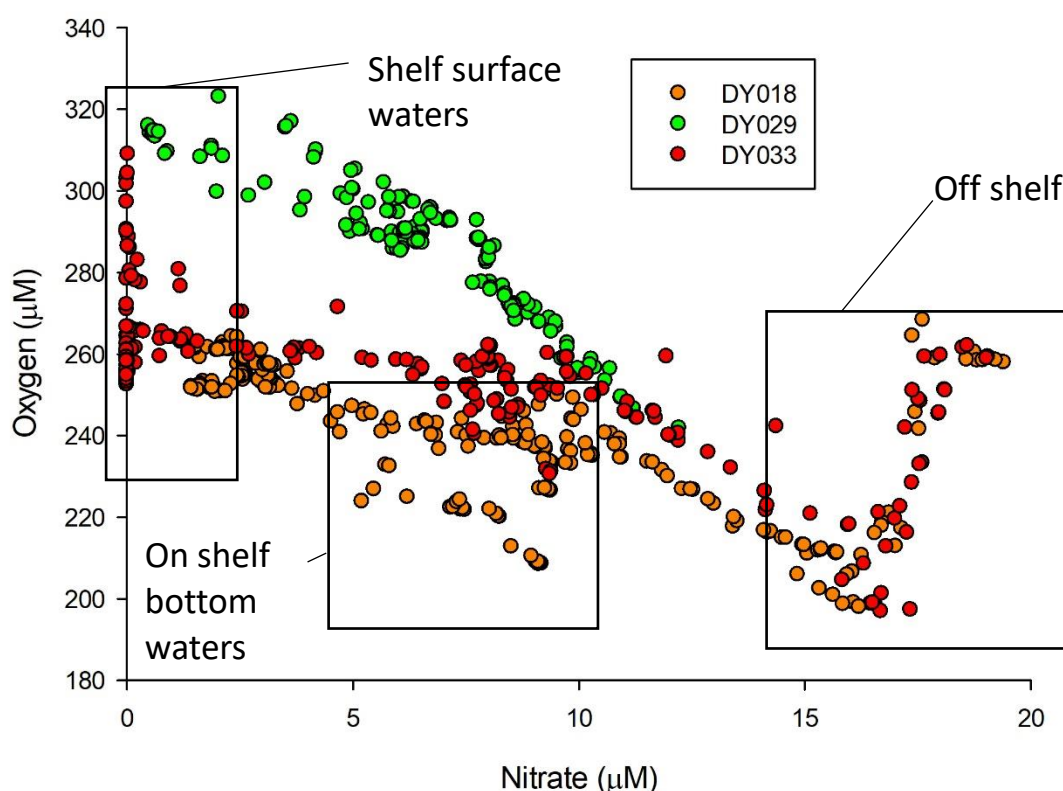 340
320
300
280
260
240
220
200
180
Oxygen (μM)
Shelf surface
waters
DY018
DY029
DY033
Off shelf
On shelf
bottom
waters
0
5
10
15
20
Nitrate (μM)